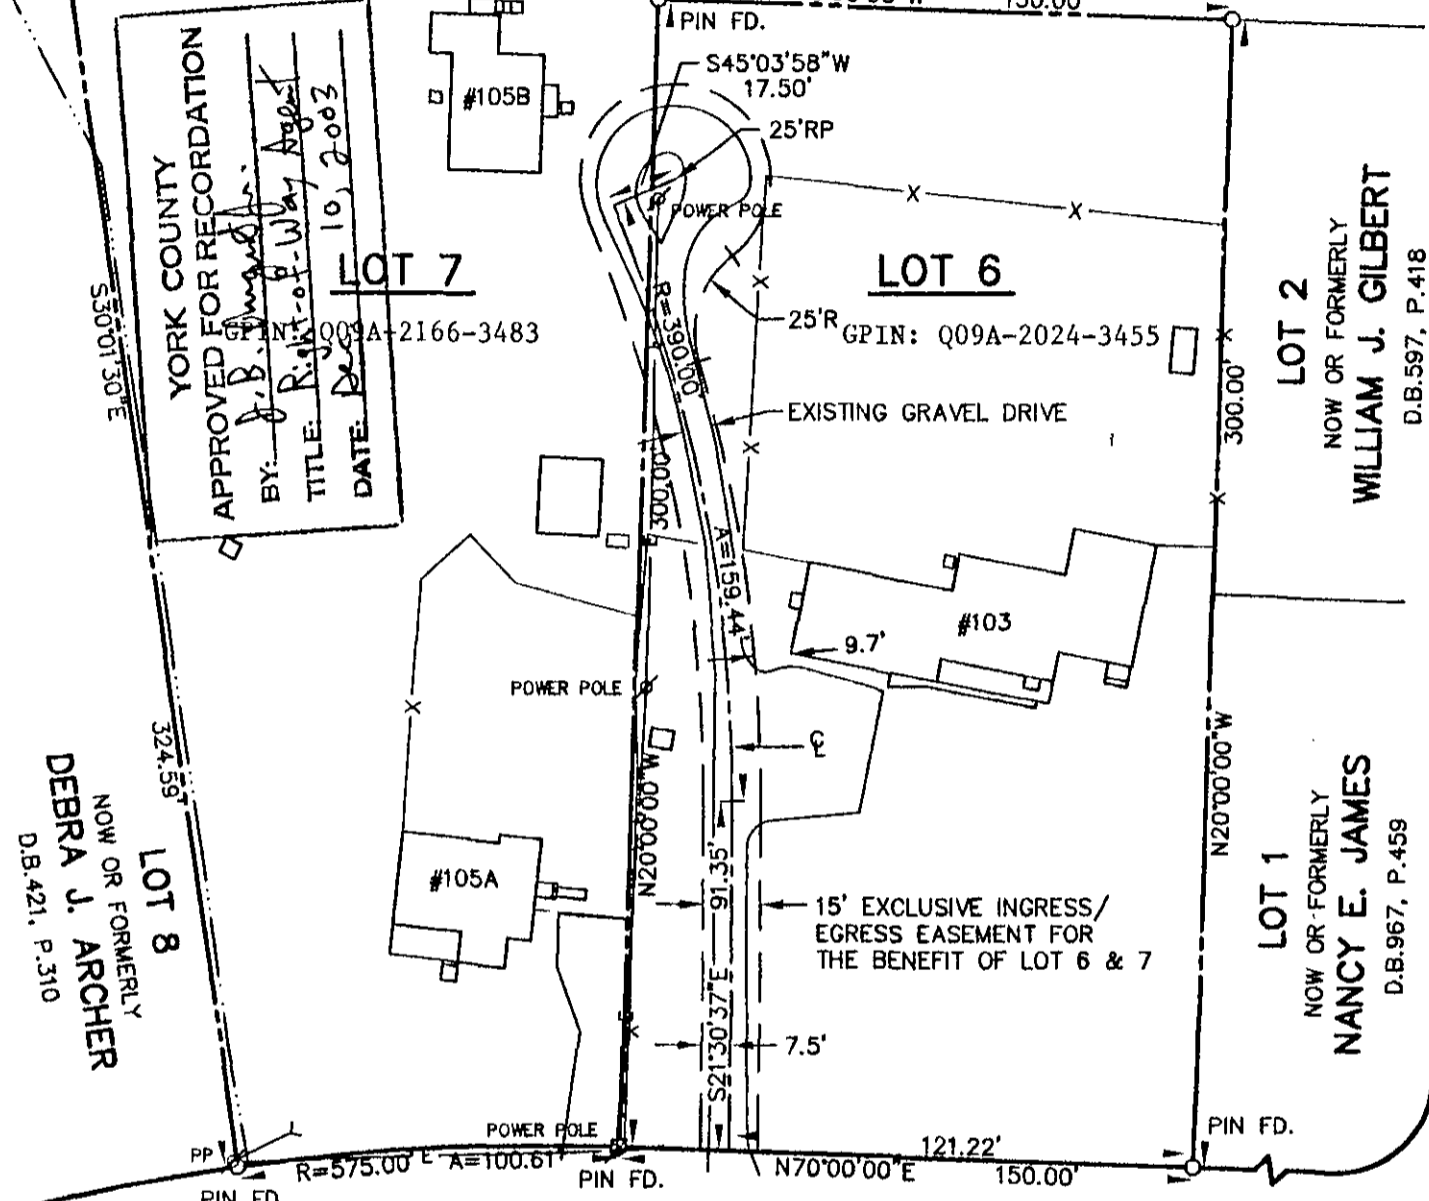 PIN FD.
150.00'
S45°03'58"W
17.50'
25'RP
POWER POLE
#105B
YORK COUNTY
APPROVED FOR RECORDATION
BY: J.B.
TITLE: Right-of-Way Agent
DATE: Dec 10, 2003
LOT 7
GPIN: Q09A-2166-3483
S30°01'30"E
324.59'
R=390.00'
A=159.44'
300.00'
25'R
LOT 6
GPIN: Q09A-2024-3455
EXISTING GRAVEL DRIVE
300.00'
LOT 2
NOW OR FORMERLY
WILLIAM J. GILBERT
D.B.597, P.418
#103
9.7'
POWER POLE
℄
N20°00'00"W
N20°00'00"W
#105A
91.35'
S21°30'37"E
15' EXCLUSIVE INGRESS/
EGRESS EASEMENT FOR
THE BENEFIT OF LOT 6 & 7
7.5'
LOT 8
NOW OR FORMERLY
DEBRA J. ARCHER
D.B.421, P.310
LOT 1
NOW OR FORMERLY
NANCY E. JAMES
D.B.967, P.459
PP
POWER POLE
R=575.00' A=100.61'
PIN FD.
PIN FD.
121.22'
N70°00'00"E 150.00'
PIN FD.